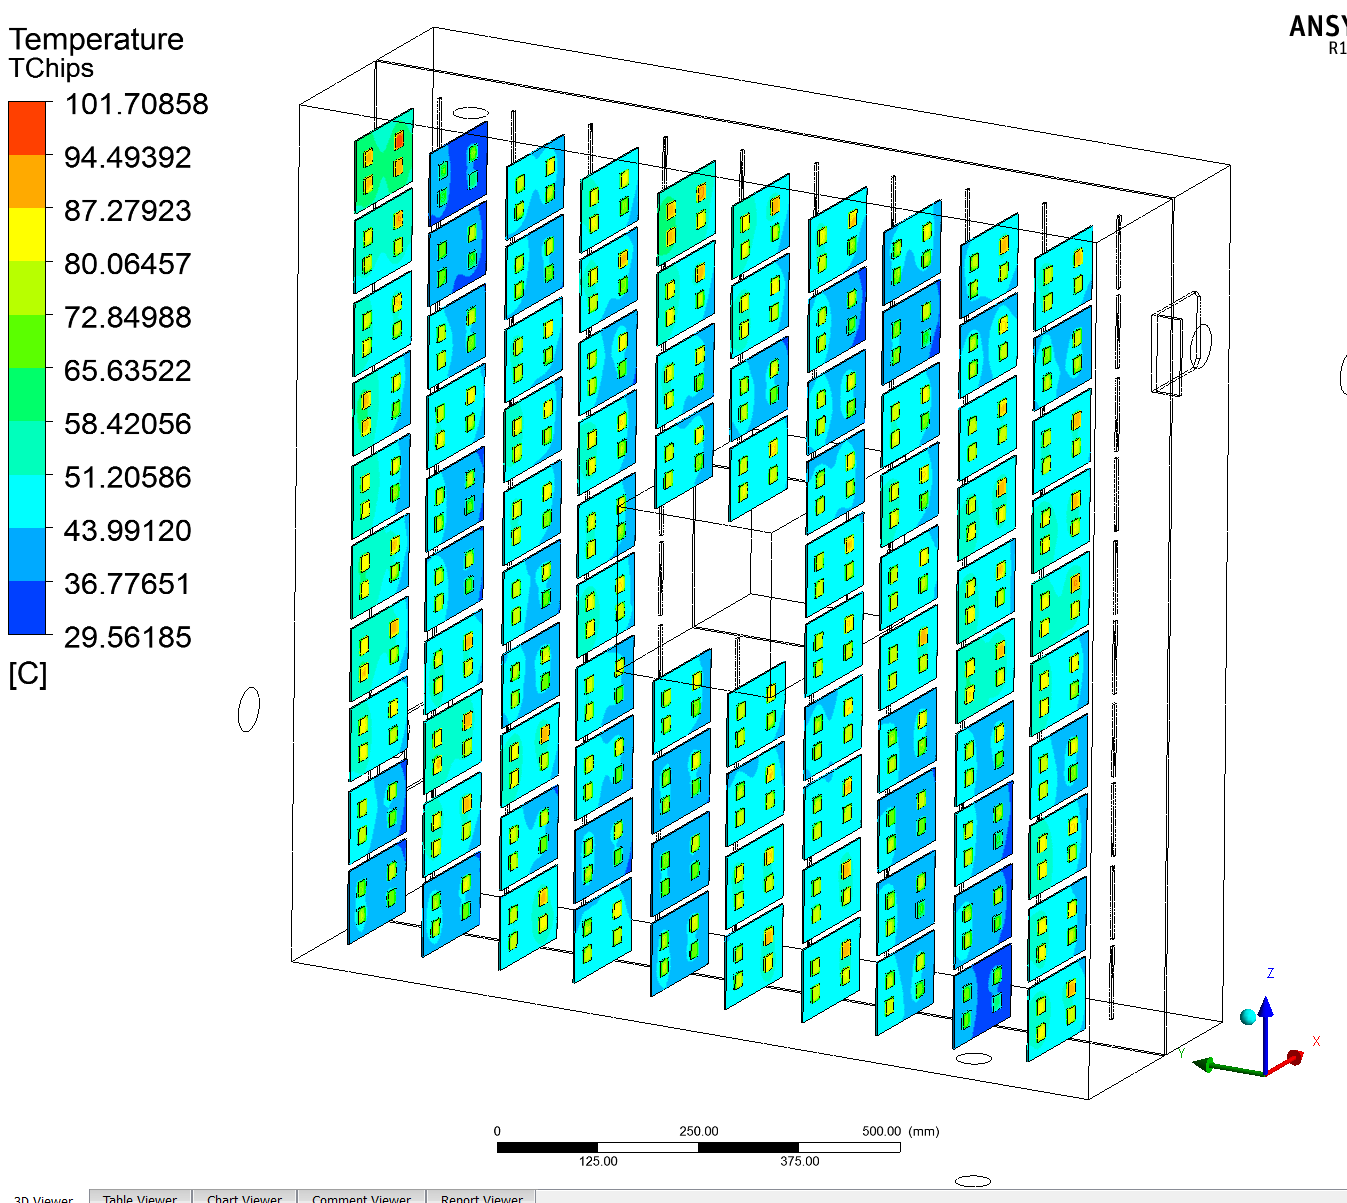 Temperature
TChips
101.70858
94.49392
87.27923
80.06457
72.84988
65.63522
58.42056
51.20586
43.99120
36.77651
29.56185
[C]
ANSY
R1
Z
X
Y
0 250.00 500.00 (mm)
125.00 375.00
3D Viewer Table Viewer Chart Viewer Comment Viewer Report Viewer